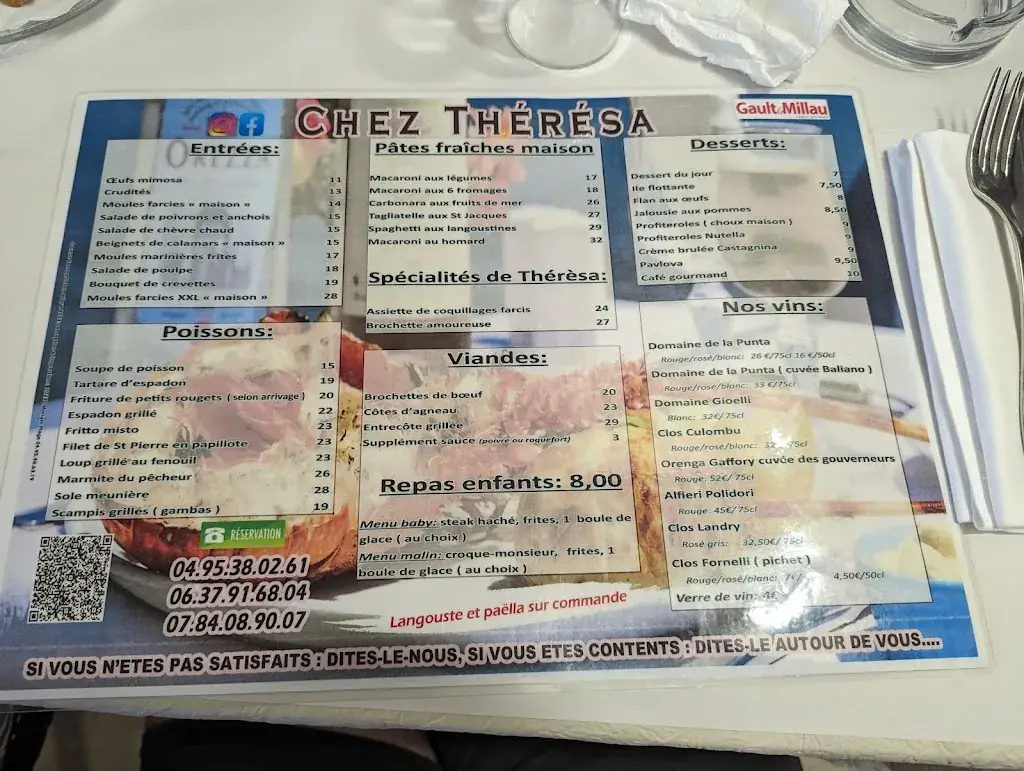 CHEZ THÉRÉSA
Gault&Millau
Entrées:
Œufs mimosa 11
Crudités 13
Moules farcies « maison » 14
Salade de poivrons et anchois 15
Salade de chèvre chaud 15
Beignets de calamars « maison » 15
Moules marinières frites 17
Salade de poulpe 18
Bouquet de crevettes 19
Moules farcies XXL « maison » 28
Poissons:
Soupe de poisson 15
Tartare d’espadon 19
Friture de petits rougets ( selon arrivage ) 20
Espadon grillé 22
Fritto misto 23
Filet de St Pierre en papillote 23
Loup grillé au fenouil 23
Marmite du pêcheur 26
Sole meunière 28
Scampis grillés ( gambas ) 19
RÉSERVATION
04.95.38.02.61
06.37.91.68.04
07.84.08.90.07
Pâtes fraîches maison
Macaroni aux légumes 17
Macaroni aux 6 fromages 18
Carbonara aux fruits de mer 26
Tagliatelle aux St Jacques 27
Spaghetti aux langoustines 29
Macaroni au homard 32
Spécialités de Thérèsa:
Assiette de coquillages farcis 24
Brochette amoureuse 27
Viandes:
Brochettes de bœuf 20
Côtes d’agneau 23
Entrecôte grillée 29
Supplément sauce (poivre ou roquefort) 3
Repas enfants: 8,00
Menu baby: steak haché, frites, 1 boule de
glace ( au choix )
Menu malin: croque-monsieur, frites, 1
boule de glace ( au choix )
Langouste et paëlla sur commande
Desserts:
Dessert du jour 7
Ile flottante 7,50
Flan aux œufs 8
Jalousie aux pommes 8,50
Profiteroles ( choux maison ) 9
Profiteroles Nutella 9
Crème brulée Castagnina 9
Pavlova 9,50
Café gourmand 10
Nos vins:
Domaine de la Punta
Rouge/rosé/blanc: 26 €/75cl 16 €/50cl
Domaine de la Punta ( cuvée Baliano )
Rouge/rosé/blanc: 33 €/75cl
Domaine Gioelli
Blanc: 32€/75cl
Clos Culombu
Rouge/rosé/blanc: /75cl
Orenga Gaffory cuvée des gouverneurs
Rouge: 52€/ 75cl
Alfieri Polidori
Rouge: 45€/ 75cl
Clos Landry
Rosé gris: 32,50€/ 75cl
Clos Fornelli ( pichet )
Rouge/rosé/blanc: 7€/ 4,50€/50cl
Verre de vin: 4€
SI VOUS N’ETES PAS SATISFAITS : DITES-LE-NOUS, SI VOUS ETES CONTENTS : DITES-LE AUTOUR DE VOUS....